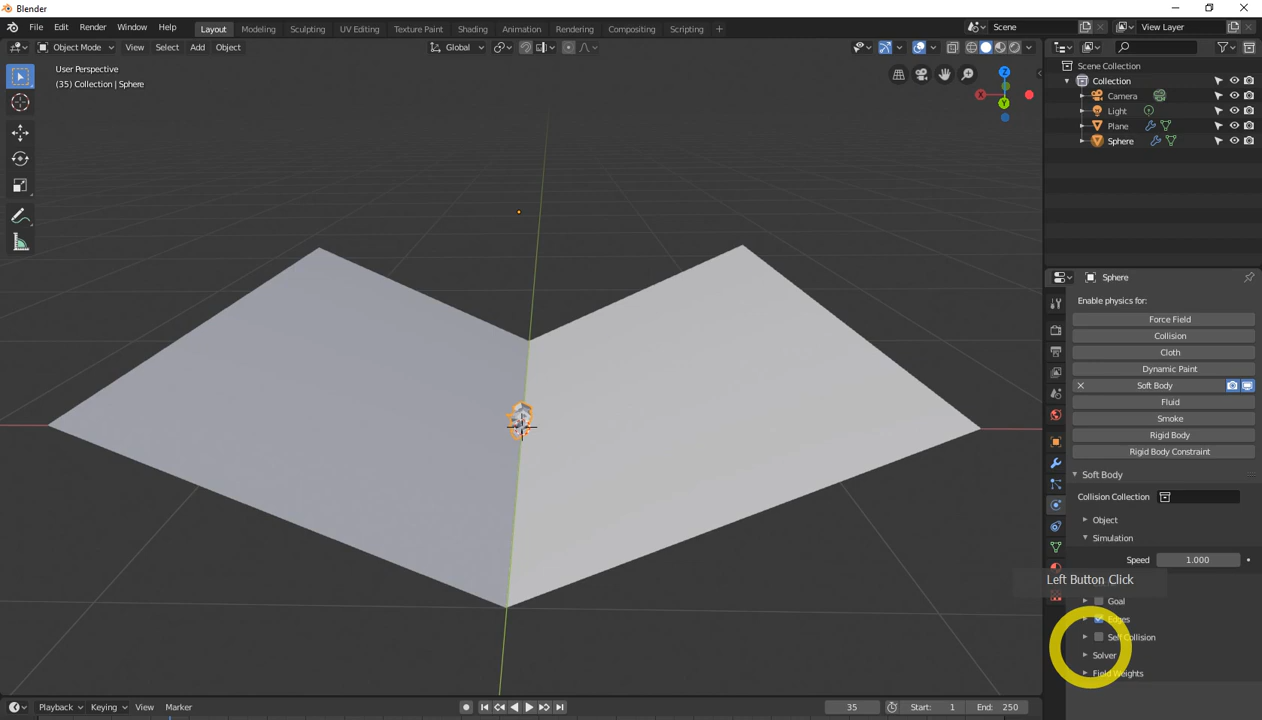 Blender
File Edit Render Window Help Layout Modeling Sculpting UV Editing Texture Paint Shading Animation Rendering Compositing Scripting + Scene View Layer
Object Mode View Select Add Object Global
User Perspective
(35) Collection | Sphere
Z
X
Y
Scene Collection
Collection
Camera
Light
Plane
Sphere
Sphere
Enable physics for:
Force Field
Collision
Cloth
Dynamic Paint
Soft Body
Fluid
Smoke
Rigid Body
Rigid Body Constraint
Soft Body
Collision Collection
Object
Simulation
Speed 1.000
Left Button Click
Goal
Edges
Self Collision
Solver
Field Weights
Playback Keying View Marker 35 Start: 1 End: 250